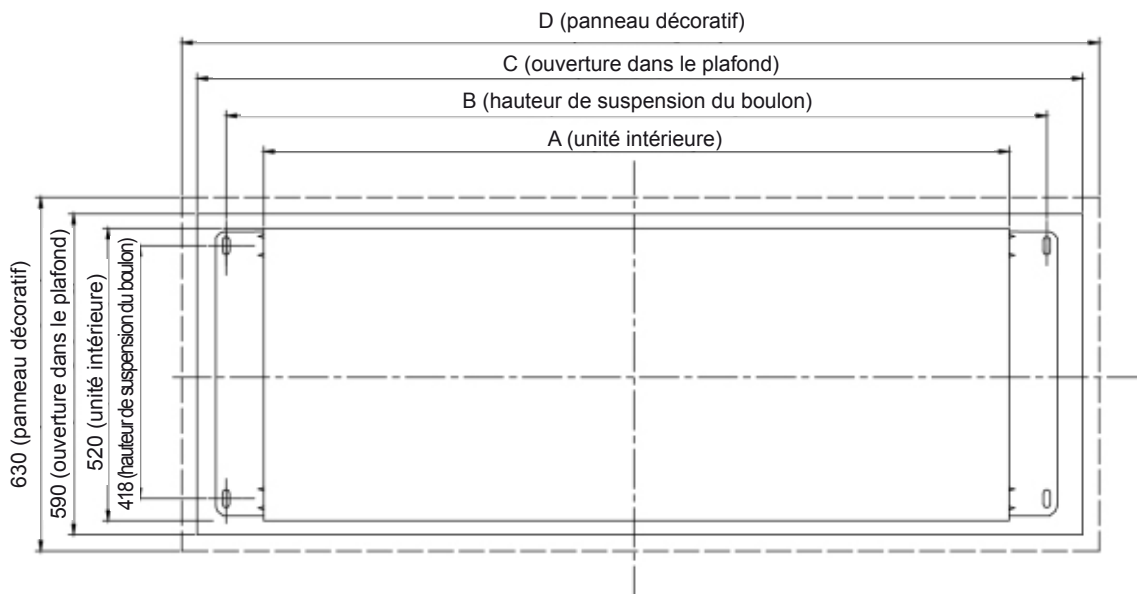 D (panneau décoratif)
C (ouverture dans le plafond)
B (hauteur de suspension du boulon)
A (unité intérieure)
630 (panneau décoratif)
590 (ouverture dans le plafond)
520 (unité intérieure)
418 (hauteur de suspension du boulon)